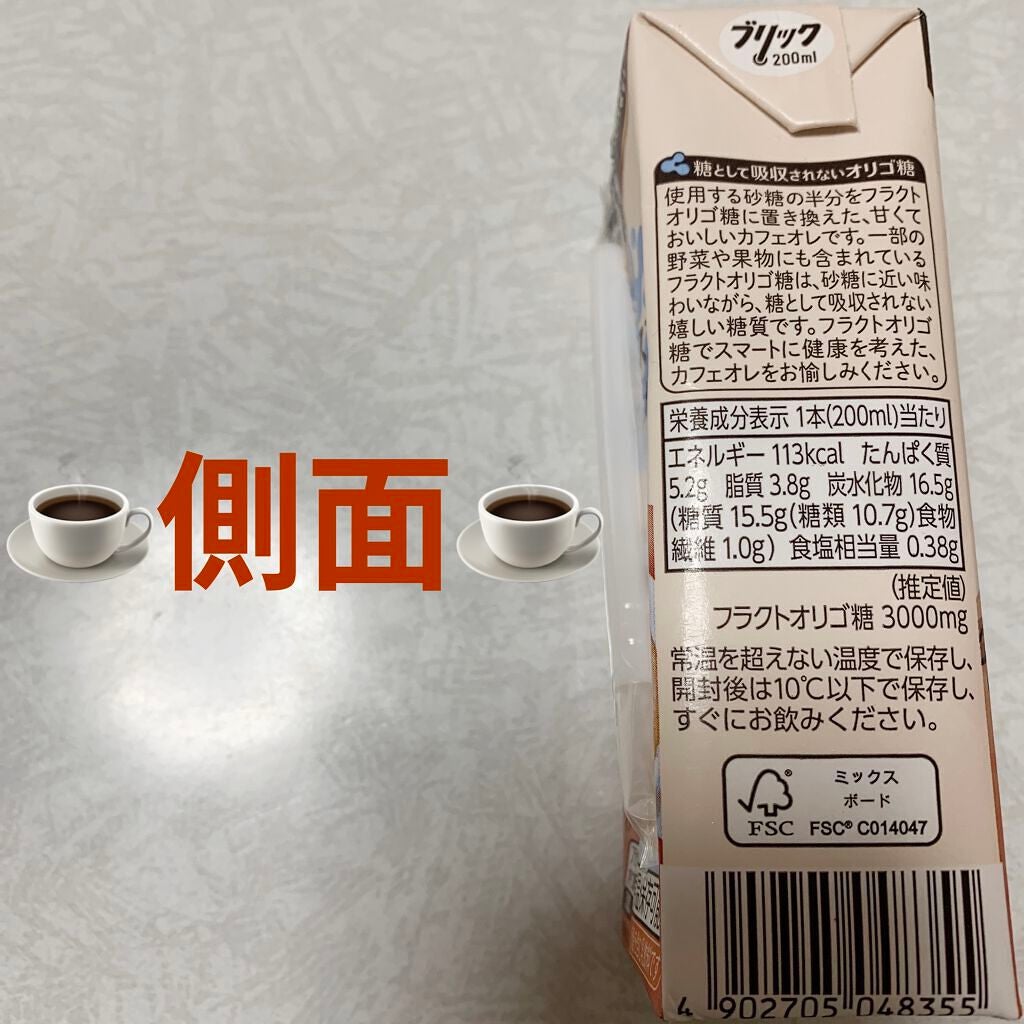 ブリック
200ml
糖として吸収されないオリゴ糖
使用する砂糖の半分をフラクト
オリゴ糖に置き換えた、甘くて
おいしいカフェオレです。一部の
野菜や果物にも含まれている
フラクトオリゴ糖は、砂糖に近い味
わいながら、糖として吸収されない
嬉しい糖質です。フラクトオリゴ
糖でスマートに健康を考えた、
カフェオレをお愉しみください。
栄養成分表示 1本(200ml)当たり
エネルギー 113kcal たんぱく質
5.2g 脂質 3.8g 炭水化物 16.5g
(糖質 15.5g(糖類 10.7g)食物
繊維 1.0g) 食塩相当量 0.38g
(推定値)
フラクトオリゴ糖 3000mg
常温を超えない温度で保存し、
開封後は10℃以下で保存し、
すぐにお飲みください。
ミックス
ボード
FSC® C014047
FSC
4 902705 048355
側面